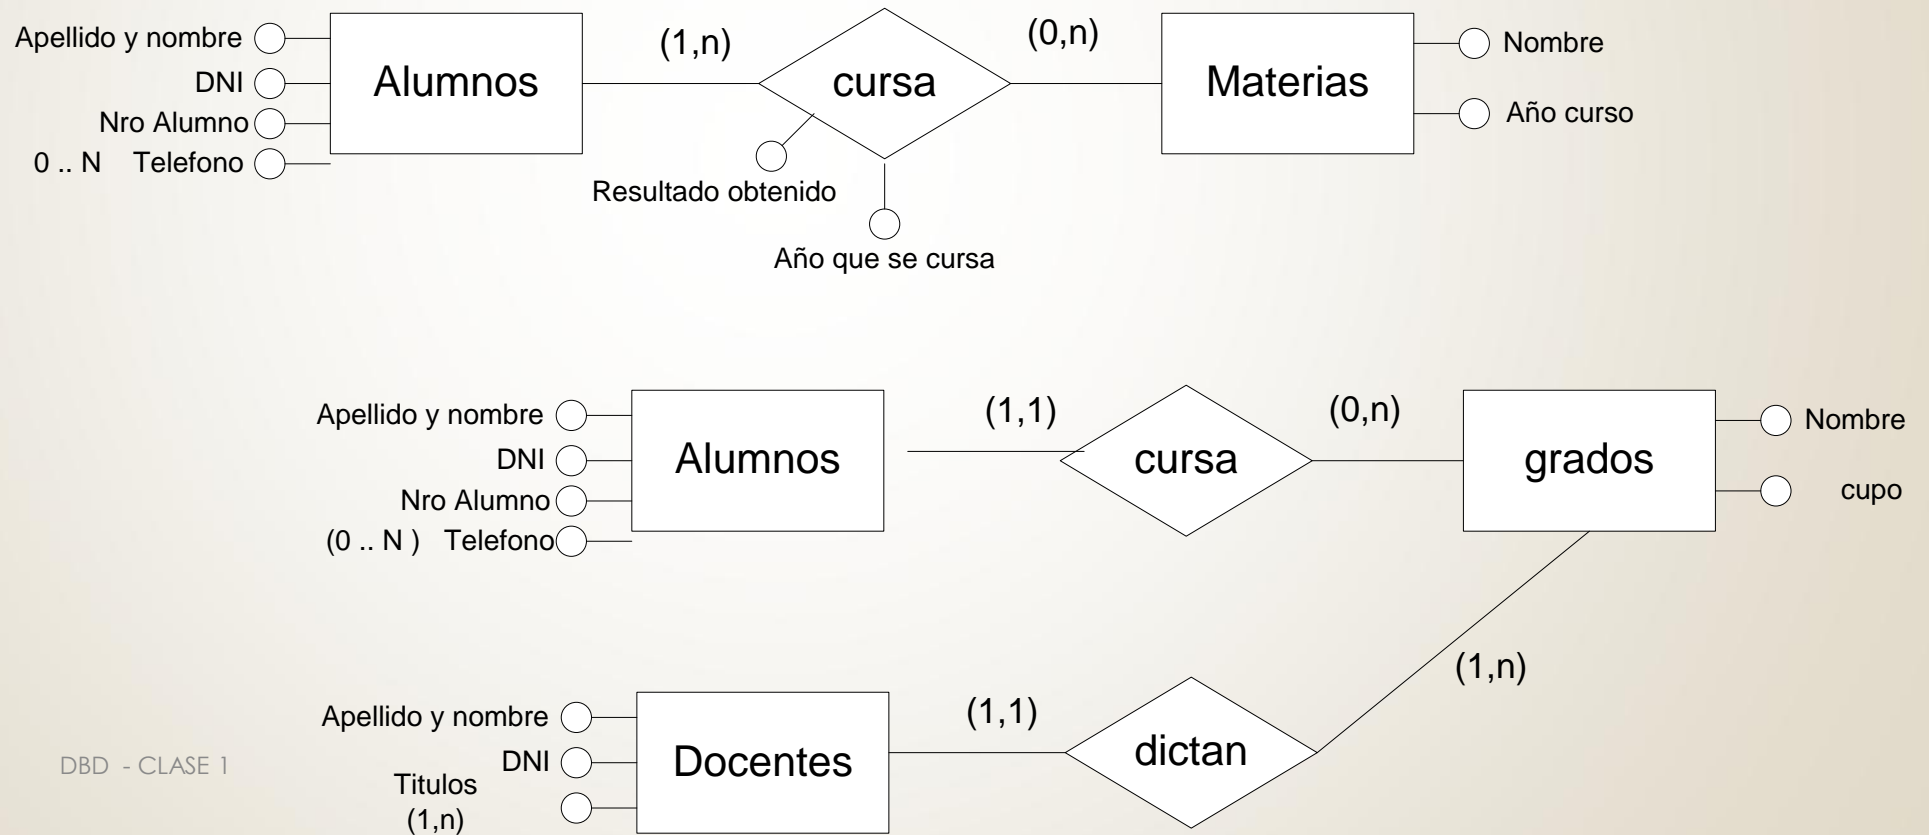 Apellido y nombre
DNI
Nro Alumno
0 .. N Telefono
Alumnos
(1,n)
cursa
(0,n)
Materias
Nombre
Año curso
Resultado obtenido
Año que se cursa
Apellido y nombre
DNI
Nro Alumno
(0 .. N ) Telefono
Alumnos
(1,1)
cursa
(0,n)
grados
Nombre
cupo
(1,n)
Apellido y nombre
DNI
Titulos
(1,n)
Docentes
(1,1)
dictan
DBD - CLASE 1